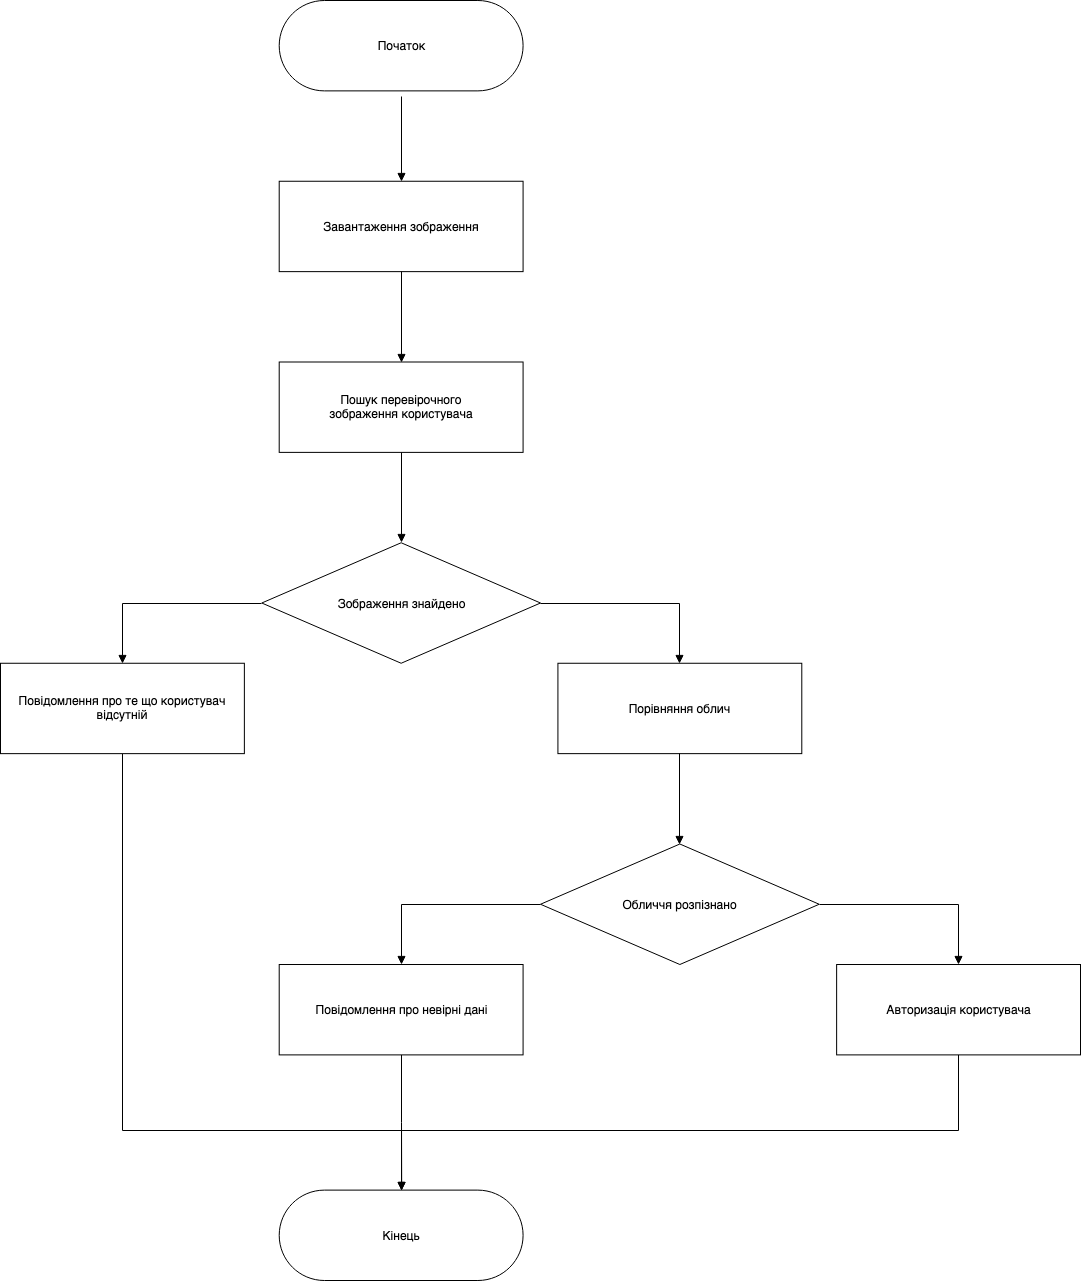 Початок
Завантаження зображення
Пошук перевірочного
зображення користувача
Зображення знайдено
Повідомлення про те що користувач
відсутній
Порівняння облич
Обличчя розпізнано
Повідомлення про невірні дані
Авторизація користувача
Кінець